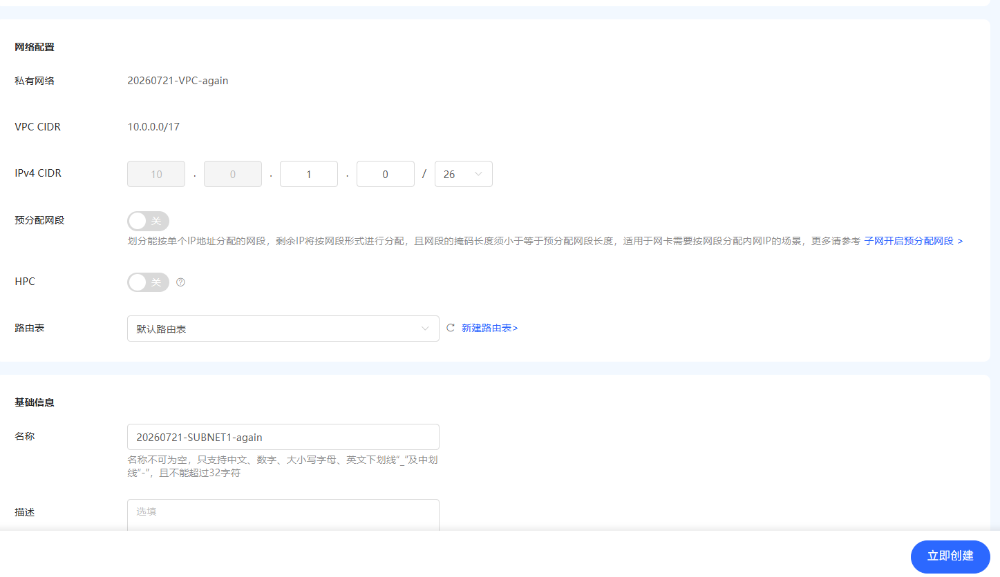 网络配置
私有网络 20260721-VPC-again
VPC CIDR 10.0.0.0/17
IPv4 CIDR 10 . 0 . 1 . 0 / 26
预分配网段 关
划分能按单个IP地址分配的网段，剩余IP将按网段形式进行分配，且网段的掩码长度须小于等于预分配网段长度，适用于网卡需要按网段分配内网IP的场景，更多请参考 子网开启预分配网段 >
HPC 关 ?
路由表 默认路由表 新建路由表>
基础信息
名称 20260721-SUBNET1-again
名称不可为空，只支持中文、数字、大小写字母、英文下划线“_”及中划
线“-”，且不能超过32字符
描述 选填
立即创建